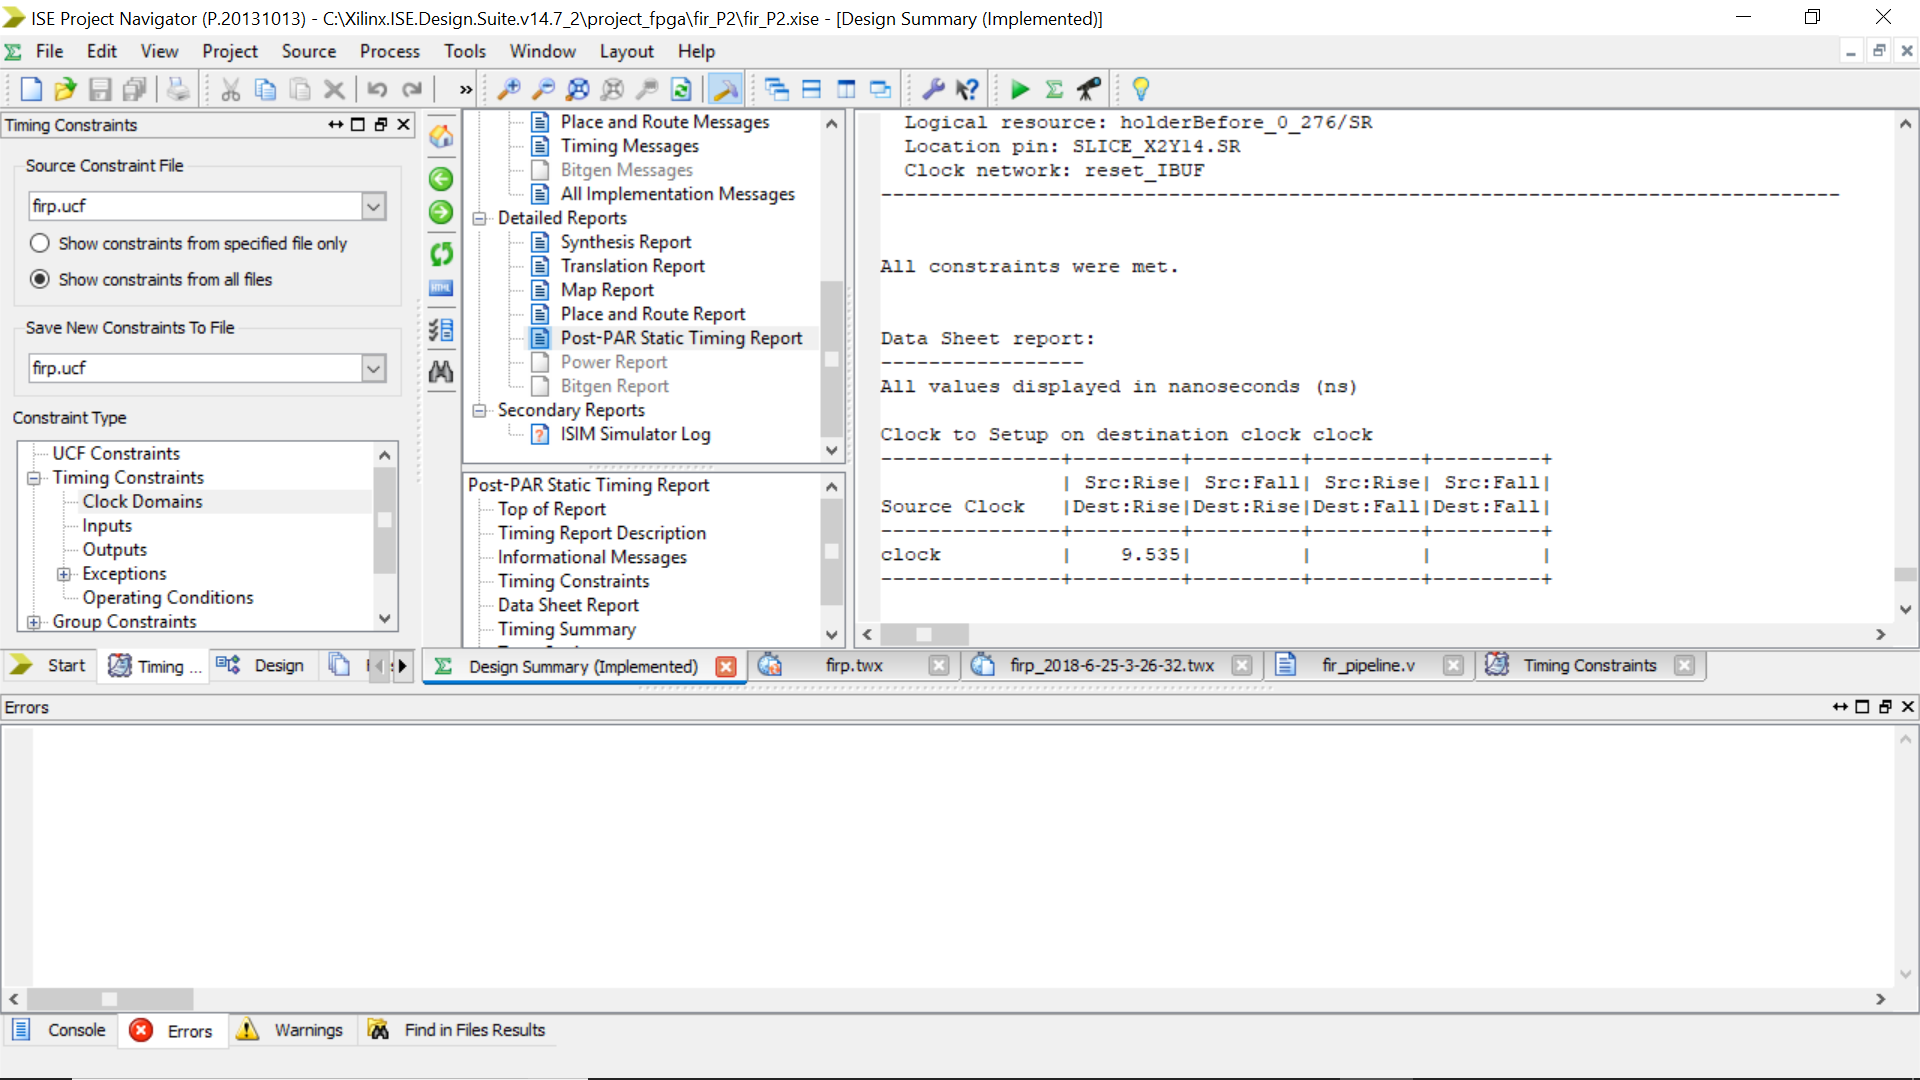 ISE Project Navigator (P.20131013) - C:\Xilinx.ISE.Design.Suite.v14.7_2\project_fpga\fir_P2\fir_P2.xise - [Design Summary (Implemented)]
File Edit View Project Source Process Tools Window Layout Help
»
Timing Constraints
Source Constraint File
firp.ucf
Show constraints from specified file only
Show constraints from all files
Save New Constraints To File
firp.ucf
Constraint Type
UCF Constraints
Timing Constraints
Clock Domains
Inputs
Outputs
Exceptions
Operating Conditions
Group Constraints
Start Timing ... Design
HTML
Place and Route Messages
Timing Messages
Bitgen Messages
All Implementation Messages
Detailed Reports
Synthesis Report
Translation Report
Map Report
Place and Route Report
Post-PAR Static Timing Report
Power Report
Bitgen Report
Secondary Reports
ISIM Simulator Log
Post-PAR Static Timing Report
Top of Report
Timing Report Description
Informational Messages
Timing Constraints
Data Sheet Report
Timing Summary
Logical resource: holderBefore_0_276/SR
Location pin: SLICE_X2Y14.SR
Clock network: reset_IBUF
--------------------------------------------------------------------------------
All constraints were met.
Data Sheet report:
-----------------
All values displayed in nanoseconds (ns)
Clock to Setup on destination clock clock
---------------+---------+---------+---------+---------+
| Src:Rise| Src:Fall| Src:Rise| Src:Fall|
Source Clock |Dest:Rise|Dest:Rise|Dest:Fall|Dest:Fall|
---------------+---------+---------+---------+---------+
clock | 9.535| | | |
---------------+---------+---------+---------+---------+
Design Summary (Implemented) firp.twx firp_2018-6-25-3-26-32.twx fir_pipeline.v Timing Constraints
Errors
Console Errors Warnings Find in Files Results